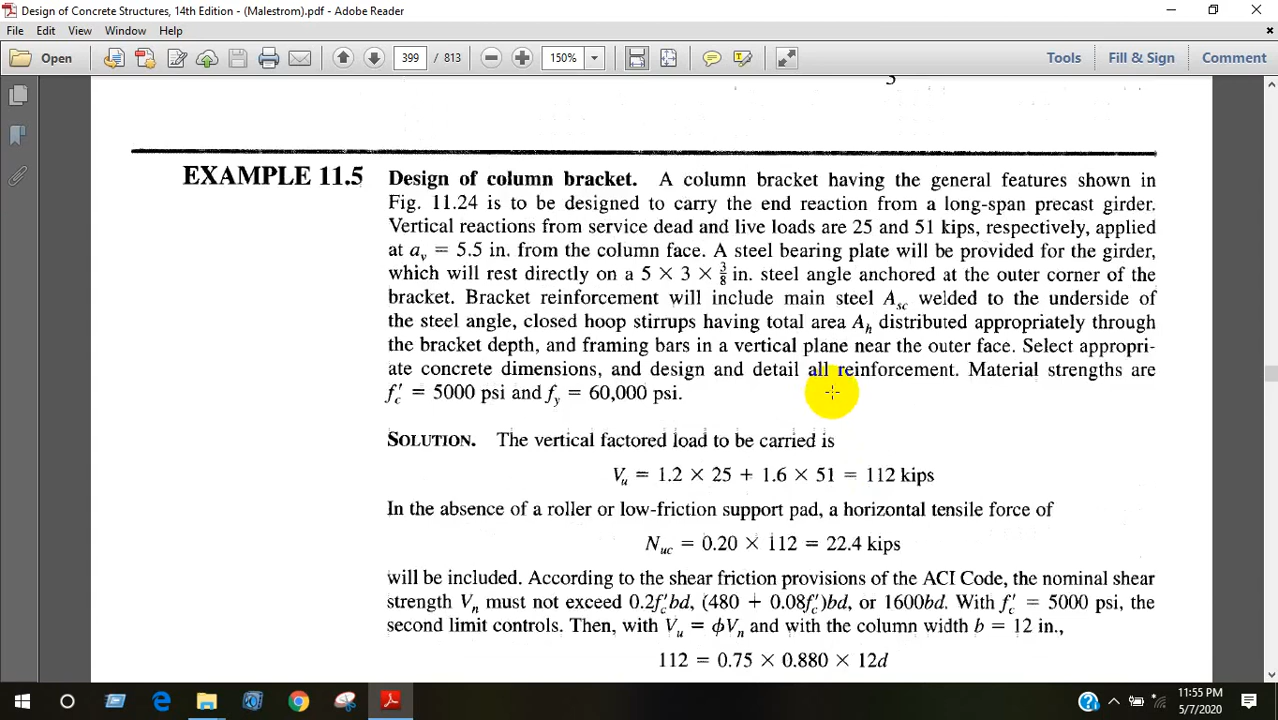 Design of Concrete Structures, 14th Edition - (Malestrom).pdf - Adobe Reader
File Edit View Window Help
Open 399 / 813 150% Tools Fill & Sign Comment
3
EXAMPLE 11.5 Design of column bracket. A column bracket having the general features shown in
Fig. 11.24 is to be designed to carry the end reaction from a long-span precast girder.
Vertical reactions from service dead and live loads are 25 and 51 kips, respectively, applied
at aᵥ = 5.5 in. from the column face. A steel bearing plate will be provided for the girder,
which will rest directly on a 5 × 3 × 3/8 in. steel angle anchored at the outer corner of the
bracket. Bracket reinforcement will include main steel A_sc welded to the underside of
the steel angle, closed hoop stirrups having total area A_h distributed appropriately through
the bracket depth, and framing bars in a vertical plane near the outer face. Select appropri-
ate concrete dimensions, and design and detail all reinforcement. Material strengths are
f′_c = 5000 psi and f_y = 60,000 psi.
SOLUTION. The vertical factored load to be carried is
V_u = 1.2 × 25 + 1.6 × 51 = 112 kips
In the absence of a roller or low-friction support pad, a horizontal tensile force of
N_uc = 0.20 × 112 = 22.4 kips
will be included. According to the shear friction provisions of the ACI Code, the nominal shear
strength V_n must not exceed 0.2f′_c bd, (480 + 0.08f′_c)bd, or 1600bd. With f′_c = 5000 psi, the
second limit controls. Then, with V_u = ϕV_n and with the column width b = 12 in.,
112 = 0.75 × 0.880 × 12d
11:55 PM
5/7/2020